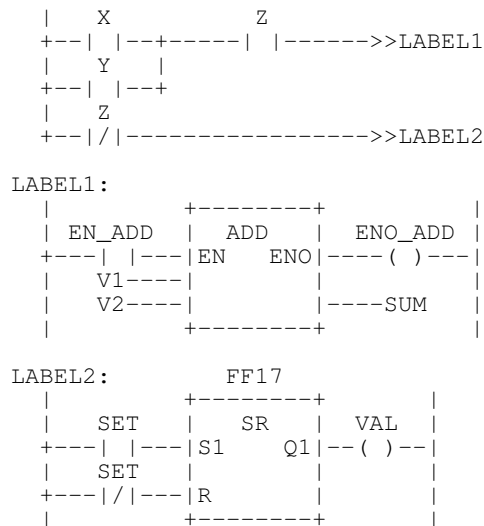 |    X             Z
  +--| |--+-----| |------>>LABEL1
  |    Y    |
  +--| |--+
  |    Z
  +--|/|----------------->>LABEL2

LABEL1:
  |          +--------+            |
  | EN_ADD   |  ADD   |   ENO_ADD  |
  +---| |---|EN   ENO|----( )---|
  |    V1----|        |            |
  |    V2----|        |----SUM     |
  |          +--------+            |

LABEL2:       FF17
  |          +--------+         |
  |   SET    |   SR   |  VAL    |
  +---| |---|S1    Q1|--( )--|
  |   SET    |        |         |
  +---|/|---|R       |         |
  |          +--------+         |